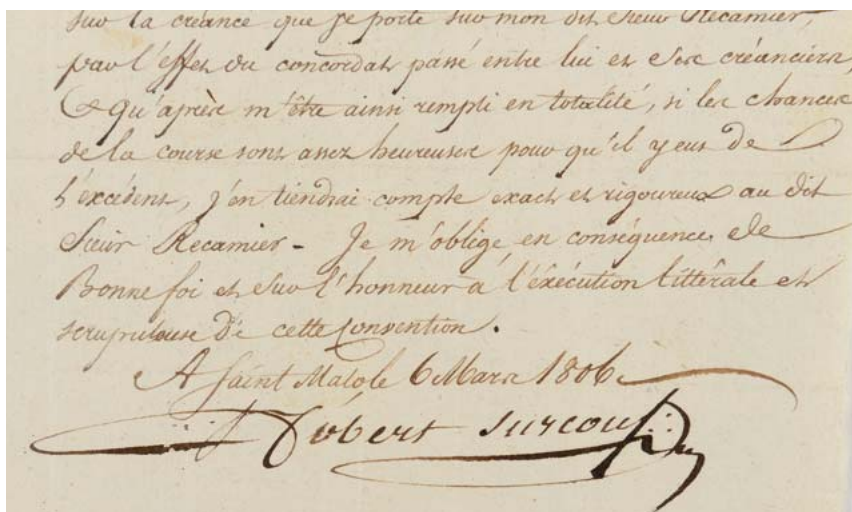 sur la créance que je porte sur mon dit Sieur Recamier,
par l'effet du concordat passé entre lui et Ses créanciers,
& qu'après m'être ainsi rempli en totalité, si les chances
de la course sont assez heureuses pour qu'il y eut de
l'excédent, j'en tiendrai compte exact et rigoureux au dit
Sieur Recamier - Je m'oblige en conséquence de
Bonne foi et Sur l'honneur à l'éxécution littérale et
scrupuleuse de cette Convention.
A Saint Malo le 6 Mars 1806
Robert Surcouf